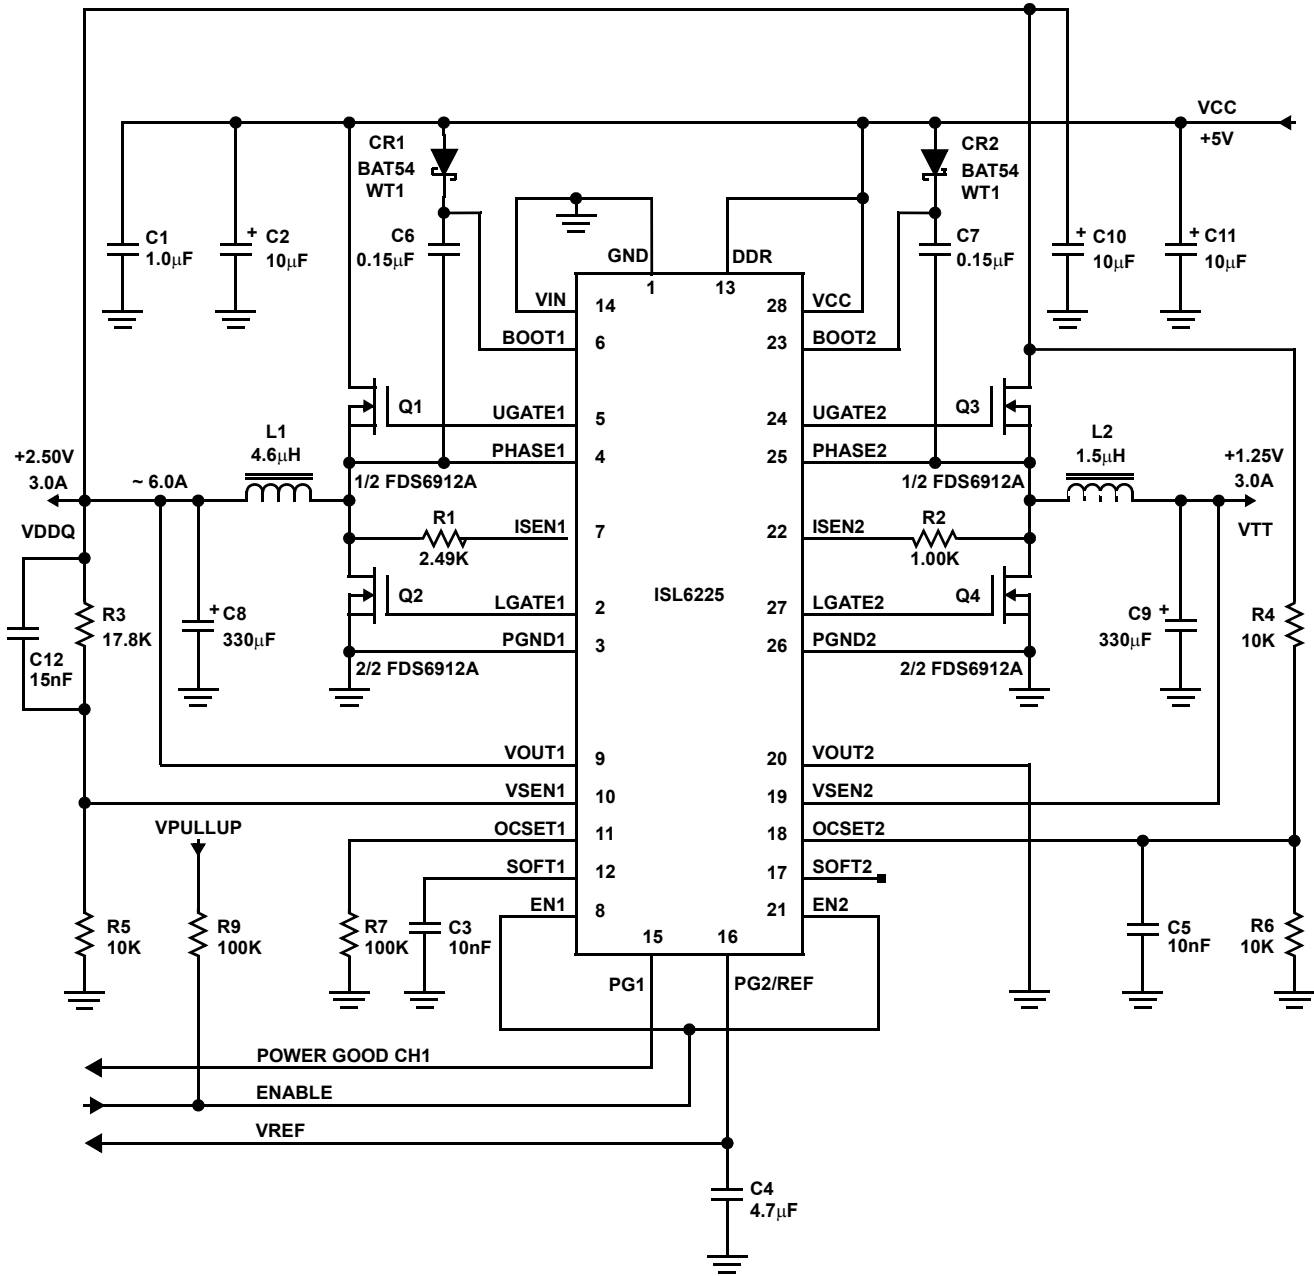 VCC
+5V
CR1
BAT54
WT1
CR2
BAT54
WT1
C1
1.0µF
+ C2
10µF
C6
0.15µF
C7
0.15µF
+ C10
10µF
+ C11
10µF
GND
DDR
1
13
VIN
14
28
VCC
BOOT1
6
23
BOOT2
Q1
UGATE1
5
24
UGATE2
Q3
L1
4.6µH
PHASE1
4
25
PHASE2
L2
1.5µH
+2.50V
3.0A
~ 6.0A
1/2 FDS6912A
1/2 FDS6912A
+1.25V
3.0A
VDDQ
R1
2.49K
ISEN1
7
22
ISEN2
R2
1.00K
VTT
ISL6225
Q2
LGATE1
2
27
LGATE2
Q4
R3
17.8K
+ C8
330µF
C9 +
330µF
R4
10K
C12
15nF
PGND1
3
26
PGND2
2/2 FDS6912A
2/2 FDS6912A
VOUT1
9
20
VOUT2
VSEN1
10
19
VSEN2
VPULLUP
OCSET1
11
18
OCSET2
SOFT1
12
17
SOFT2
EN1
8
21
EN2
R5
10K
R9
100K
R7
100K
C3
10nF
15
16
C5
10nF
R6
10K
PG1
PG2/REF
POWER GOOD CH1
ENABLE
VREF
C4
4.7µF